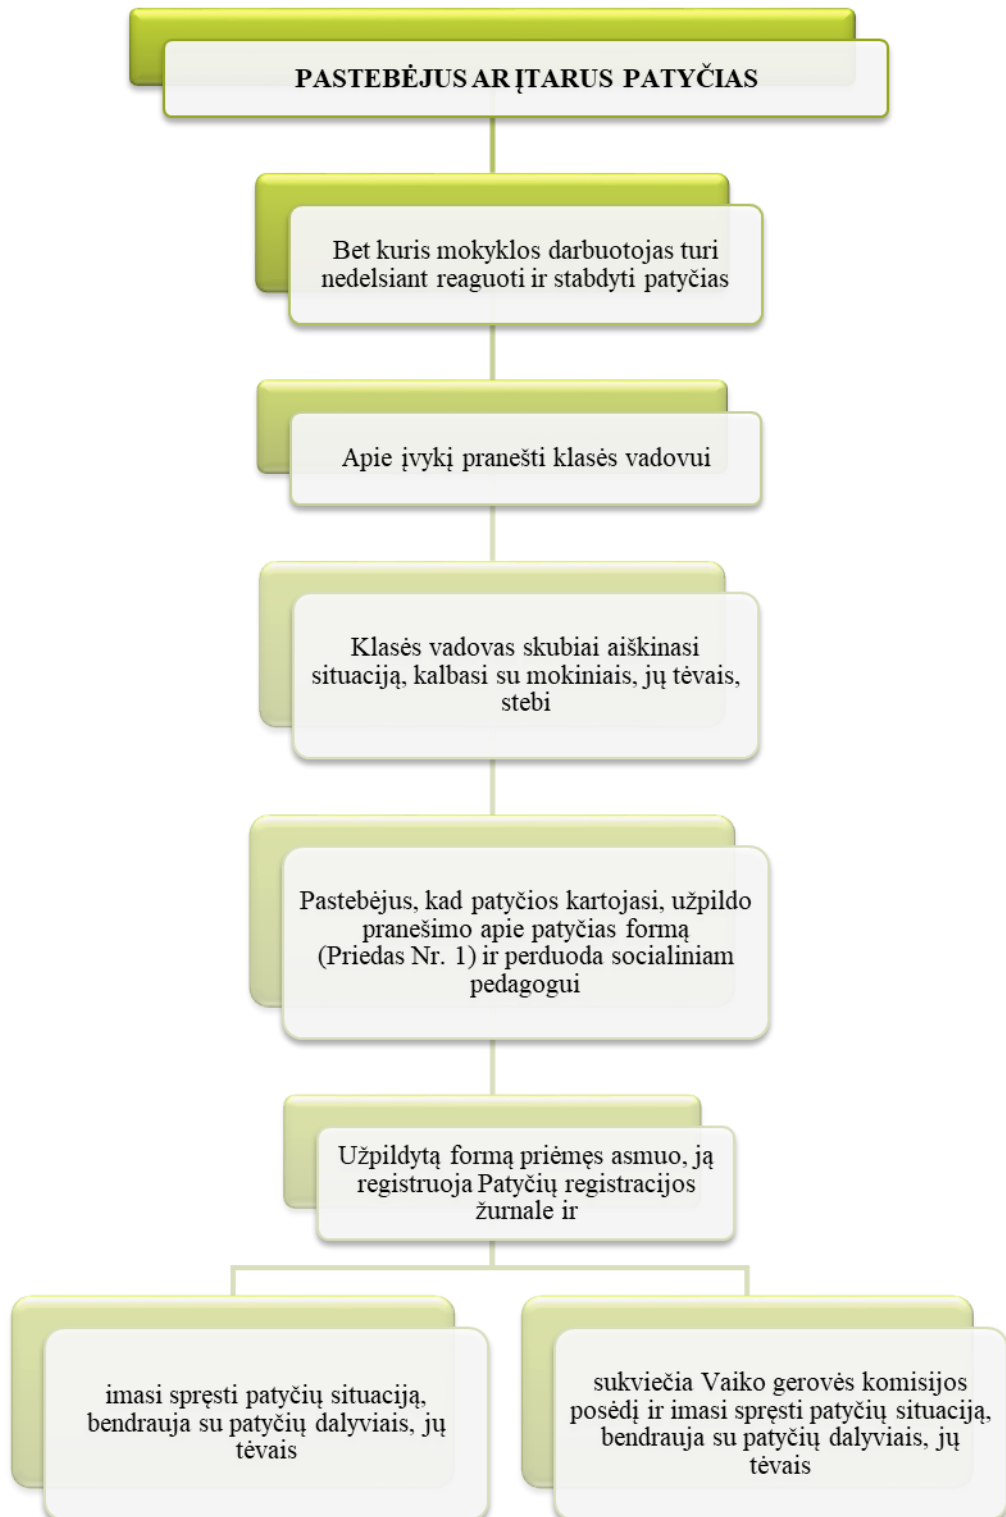 PASTEBĖJUS AR ĮTARUS PATYČIAS
Bet kuris mokyklos darbuotojas turi
nedelsiant reaguoti ir stabdyti patyčias
Apie įvykį pranešti klasės vadovui
Klasės vadovas skubiai aiškinasi
situaciją, kalbasi su mokiniais, jų tėvais,
stebi
Pastebėjus, kad patyčios kartojasi, užpildo
pranešimo apie patyčias formą
(Priedas Nr. 1) ir perduoda socialiniam
pedagogui
Užpildytą formą priėmęs asmuo, ją
registruoja Patyčių registracijos
žurnale ir
imasi spręsti patyčių situaciją,
bendrauja su patyčių dalyviais, jų
tėvais
sukviečia Vaiko gerovės komisijos
posėdį ir imasi spręsti patyčių situaciją,
bendrauja su patyčių dalyviais, jų
tėvais